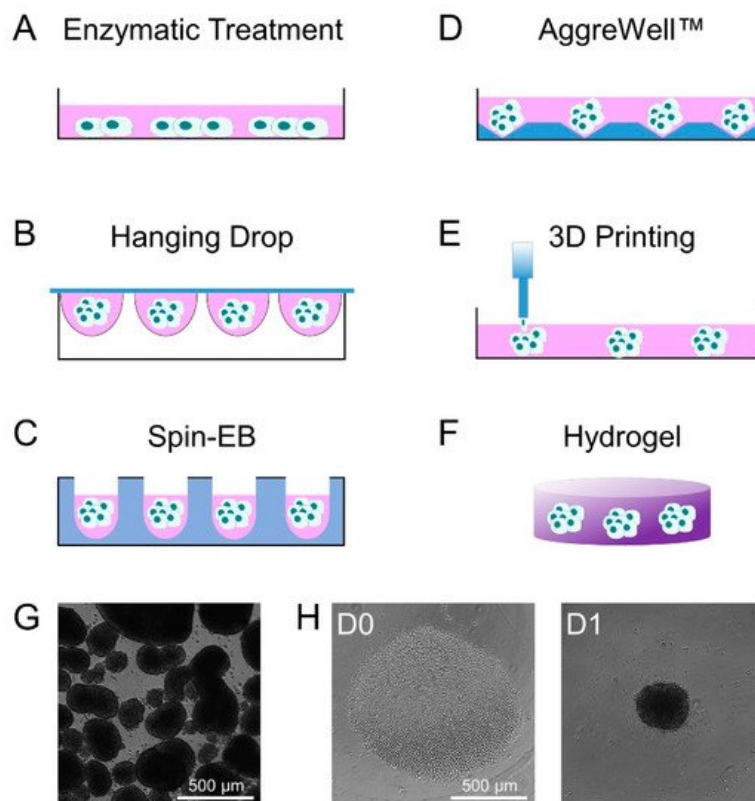 A Enzymatic Treatment
D AggreWell™
B Hanging Drop
E 3D Printing
C Spin-EB
F Hydrogel
G
500 µm
H D0
500 µm
D1